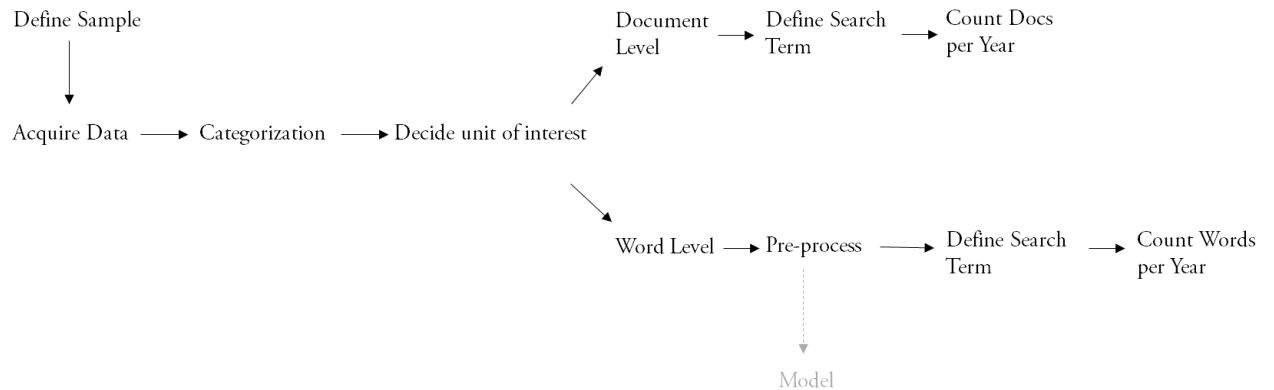 Define Sample
Acquire Data
Categorization
Decide unit of interest
Document
Level
Define Search
Term
Count Docs
per Year
Word Level
Pre-process
Define Search
Term
Count Words
per Year
Model